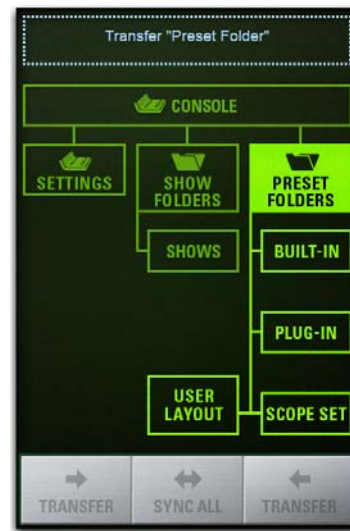 Transfer "Preset Folder"
CONSOLE
SETTINGS
SHOW
FOLDERS
PRESET
FOLDERS
SHOWS
BUILT-IN
PLUG-IN
USER
LAYOUT
SCOPE SET
TRANSFER
SYNC ALL
TRANSFER